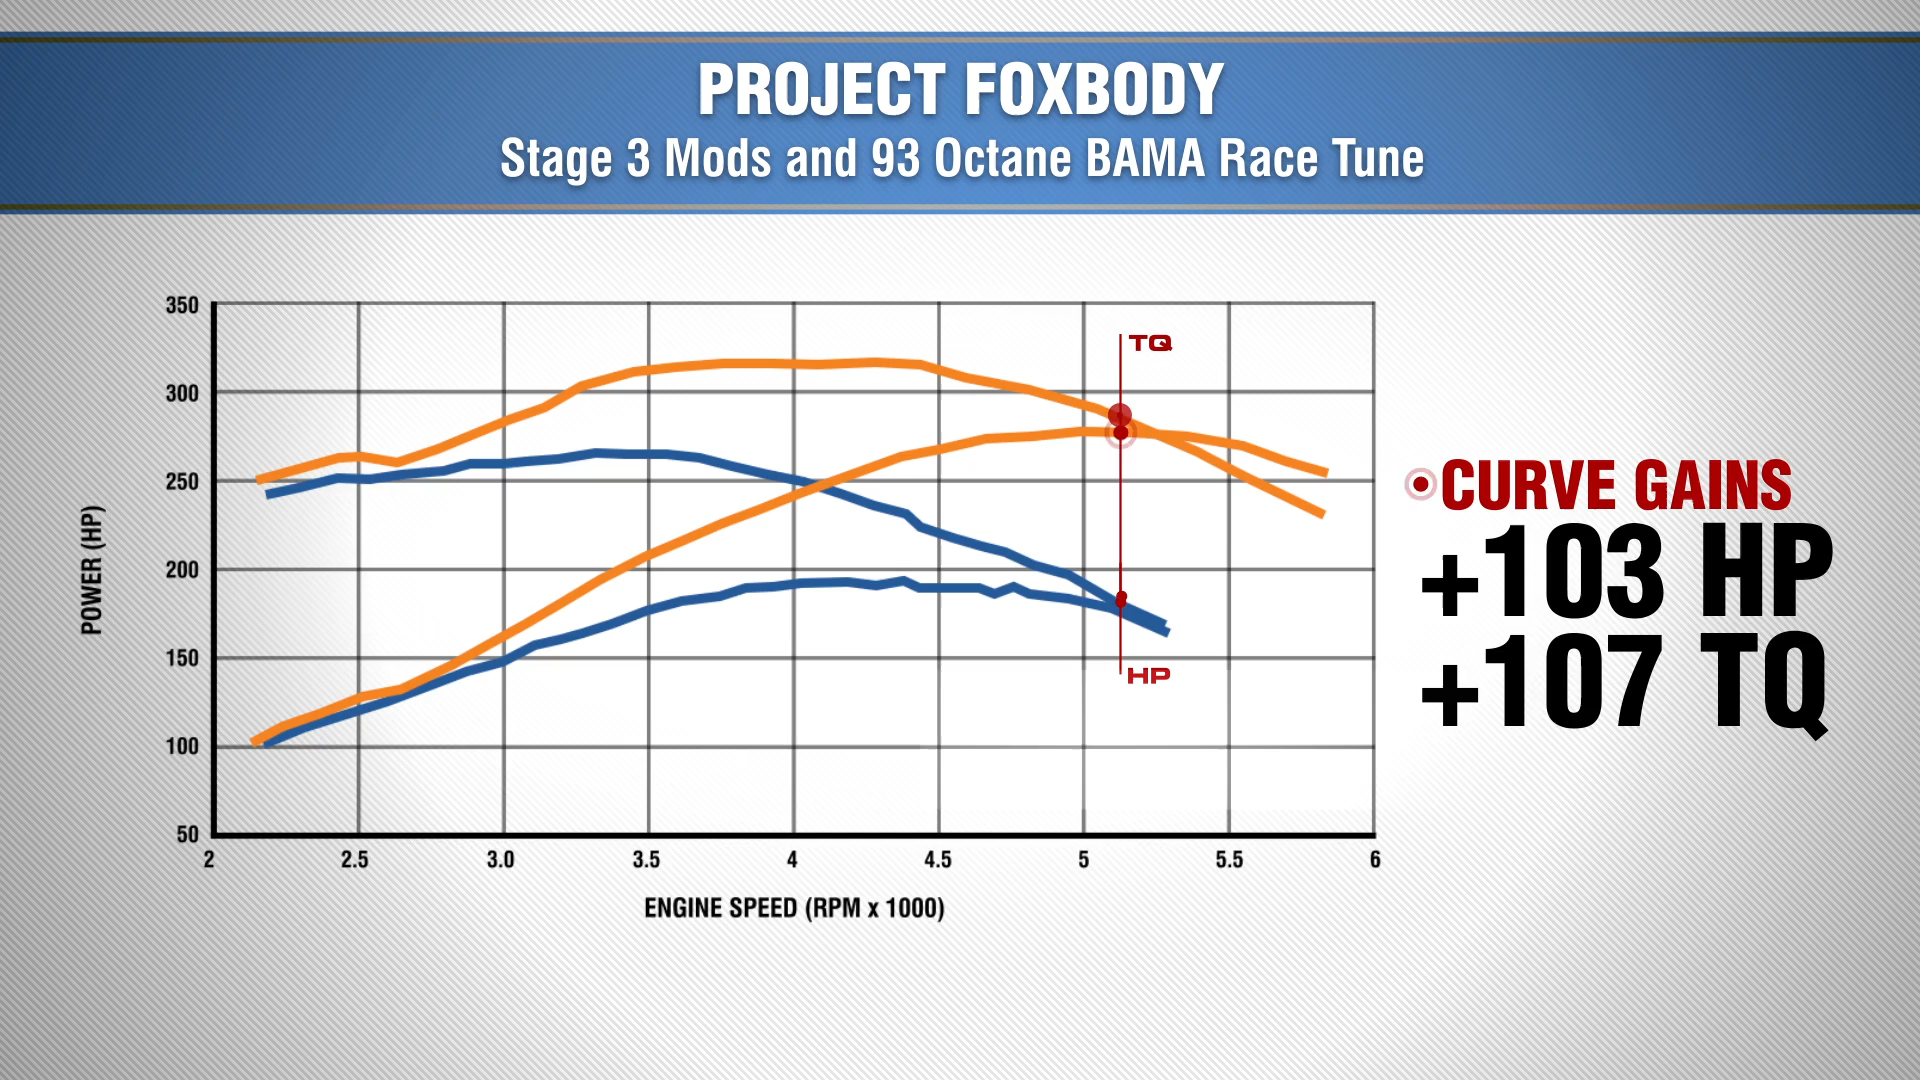 PROJECT FOXBODY
Stage 3 Mods and 93 Octane BAMA Race Tune
350
300
250
200
150
100
50
POWER (HP)
2 2.5 3.0 3.5 4 4.5 5 5.5 6
ENGINE SPEED (RPM x 1000)
TQ
HP
CURVE GAINS
+103 HP
+107 TQ